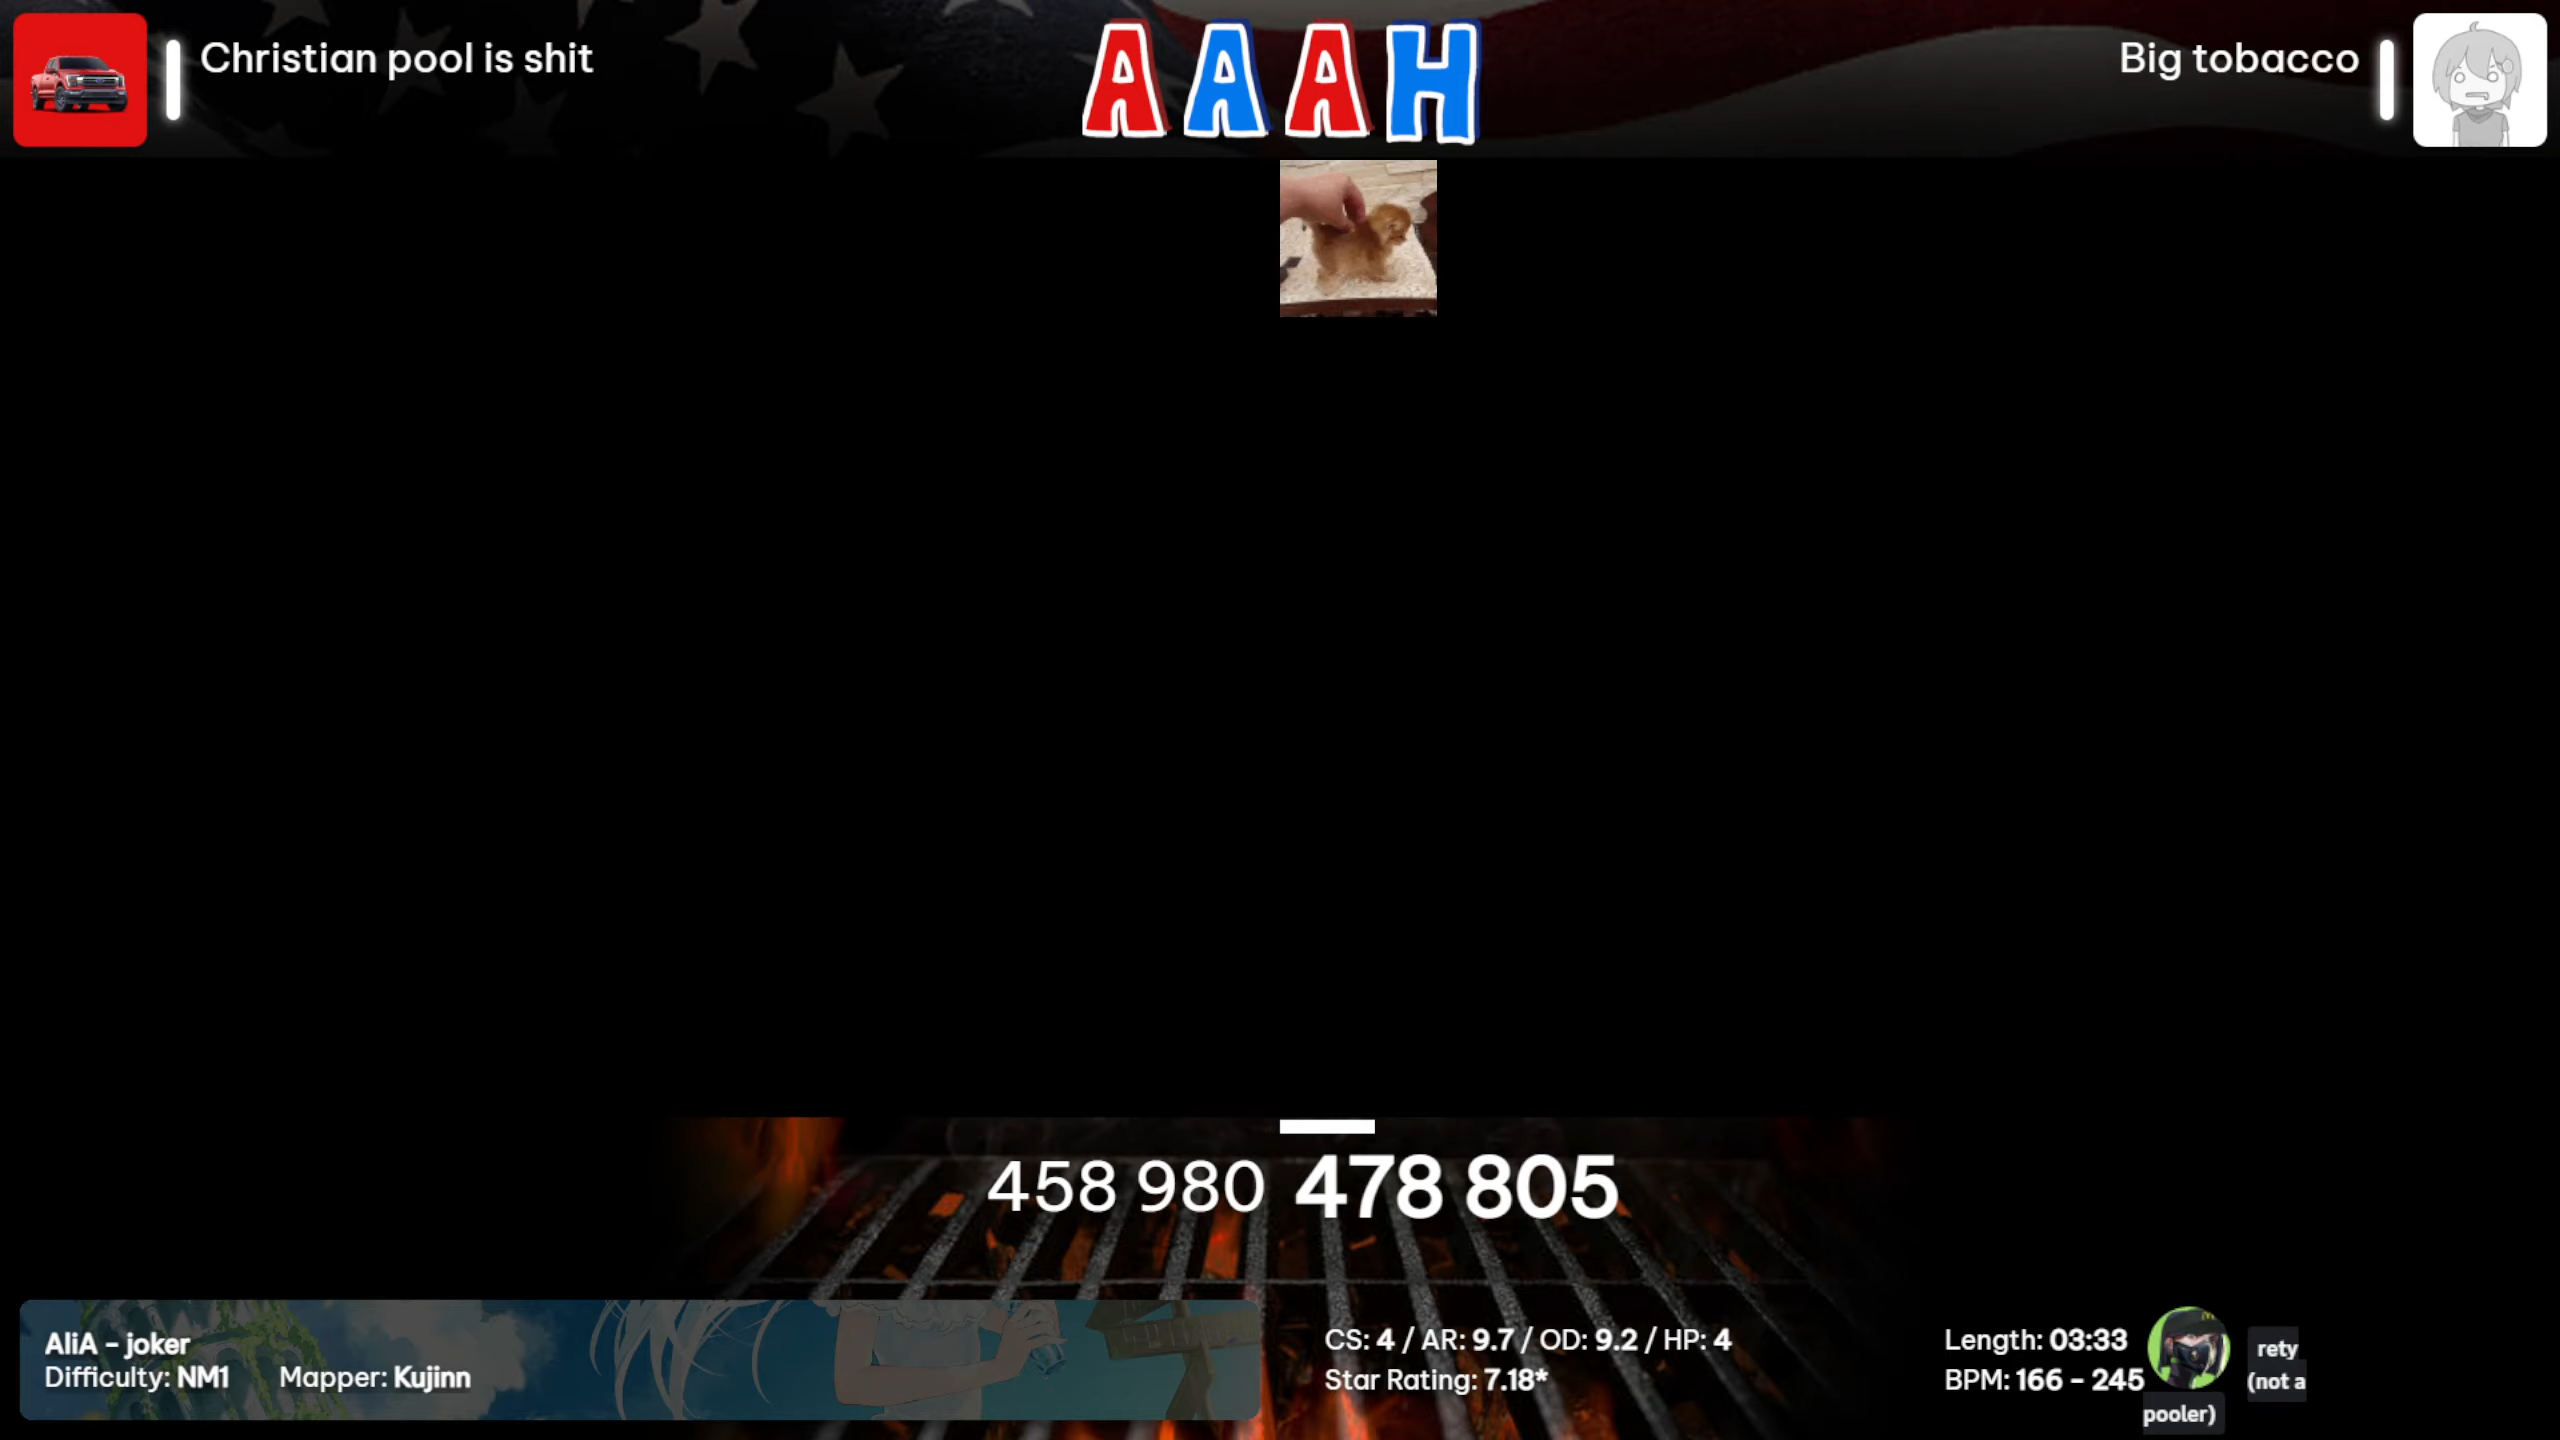 Christian pool is shit
AAAH
Big tobacco
458 980 478 805
AliA - joker
Difficulty: NM1 Mapper: Kujinn
CS: 4 / AR: 9.7 / OD: 9.2 / HP: 4
Star Rating: 7.18*
Length: 03:33
BPM: 166 - 245
rety
(not a
pooler)